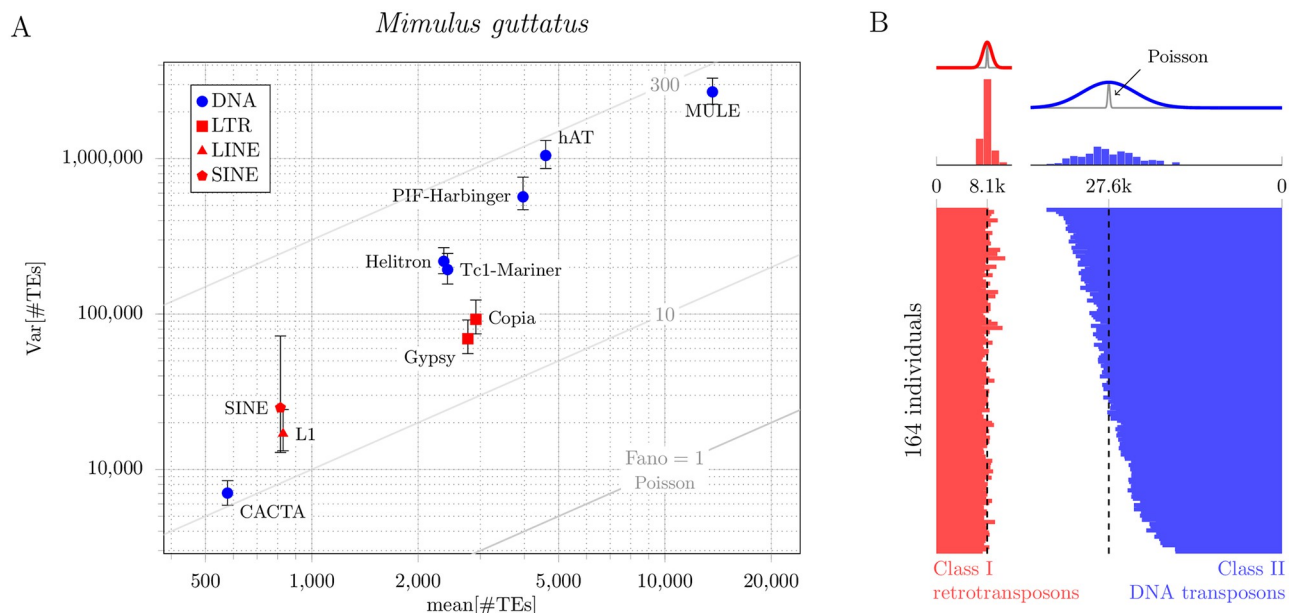 A
Mimulus guttatus
Var[#TEs]
1,000,000
100,000
10,000
500
1,000
2,000
5,000
10,000
20,000
mean[#TEs]
DNA
LTR
LINE
SINE
300
MULE
hAT
PIF-Harbinger
Helitron
Tc1-Mariner
10
Copia
Gypsy
SINE
L1
Fano = 1
Poisson
CACTA
B
Poisson
0
8.1k
27.6k
0
164 individuals
Class I
retrotransposons
Class II
DNA transposons